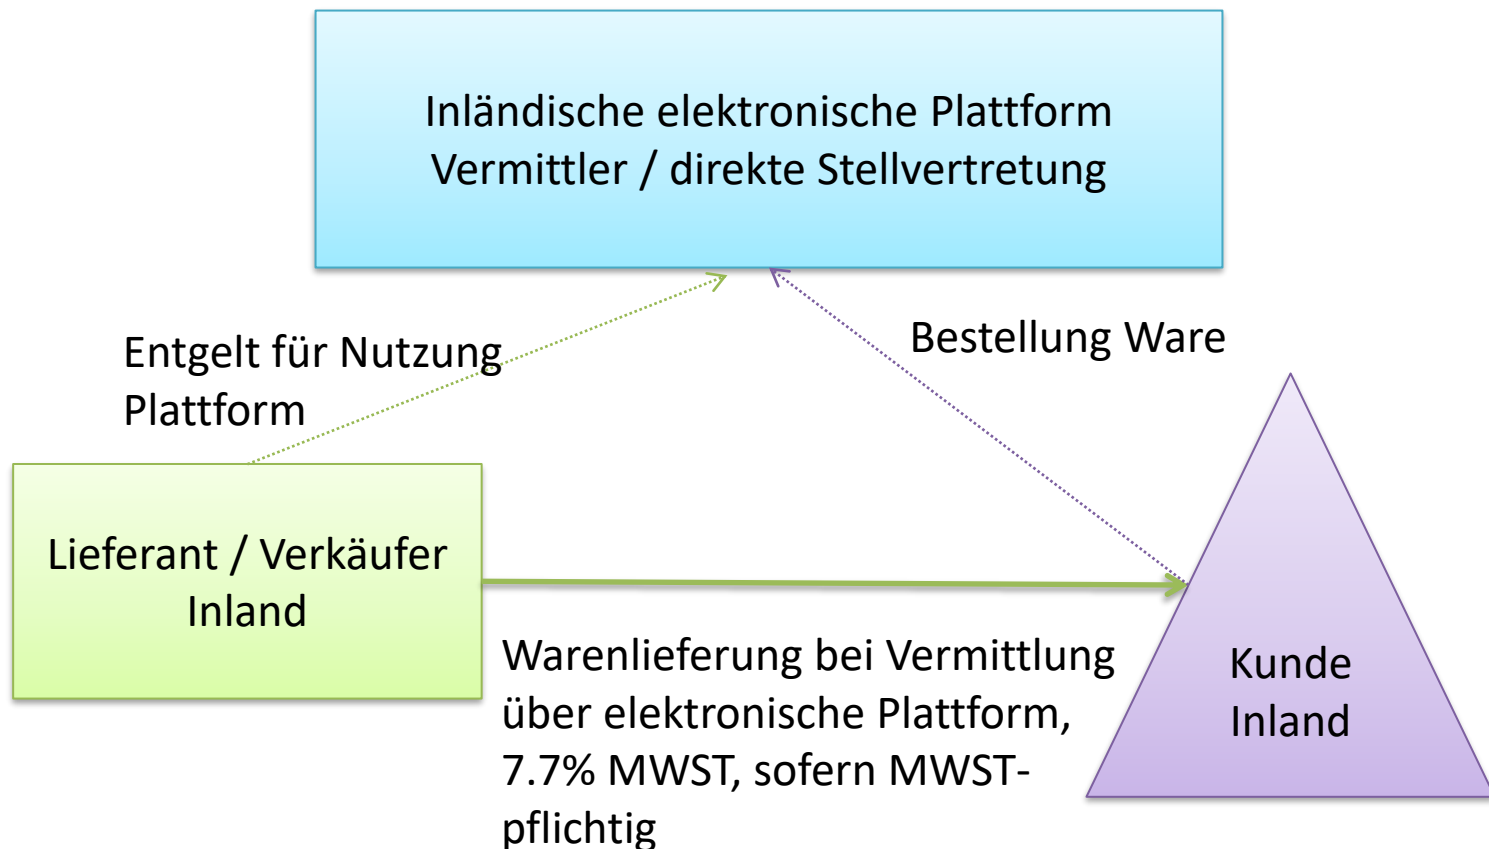 Inländische elektronische Plattform
Vermittler / direkte Stellvertretung
Entgelt für Nutzung
Plattform
Bestellung Ware
Lieferant / Verkäufer
Inland
Warenlieferung bei Vermittlung
über elektronische Plattform,
7.7% MWST, sofern MWST-
pflichtig
Kunde
Inland